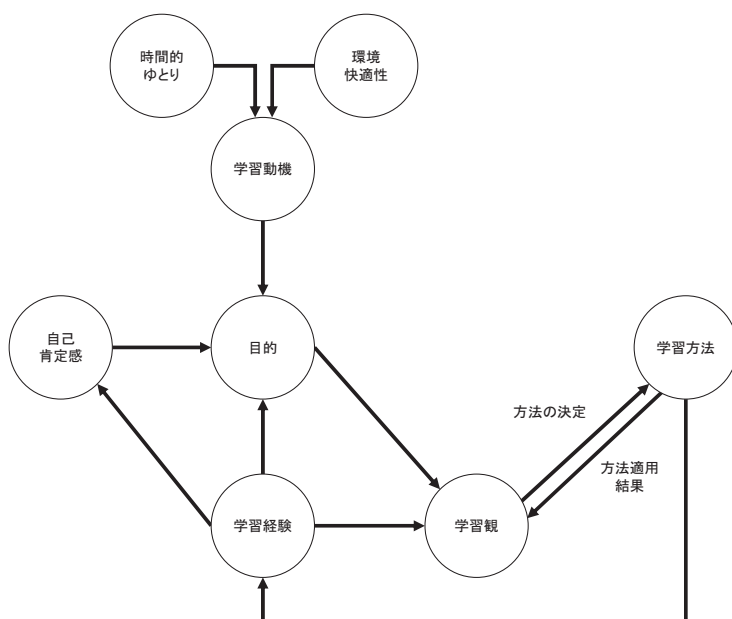 時間的
ゆとり
環境
快適性
学習動機
自己
肯定感
目的
学習方法
方法の決定
方法適用
結果
学習経験
学習観